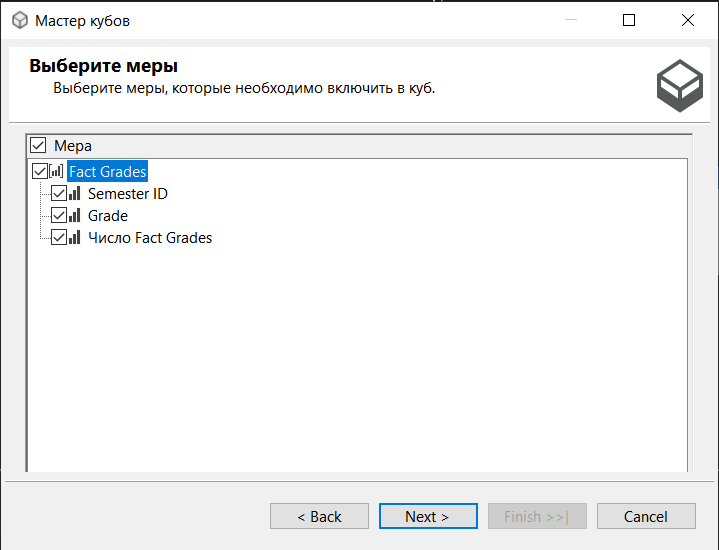 Мастер кубов
Выберите меры
Выберите меры, которые необходимо включить в куб.
Мера
Fact Grades
Semester ID
Grade
Число Fact Grades
< Back Next > Finish >>| Cancel